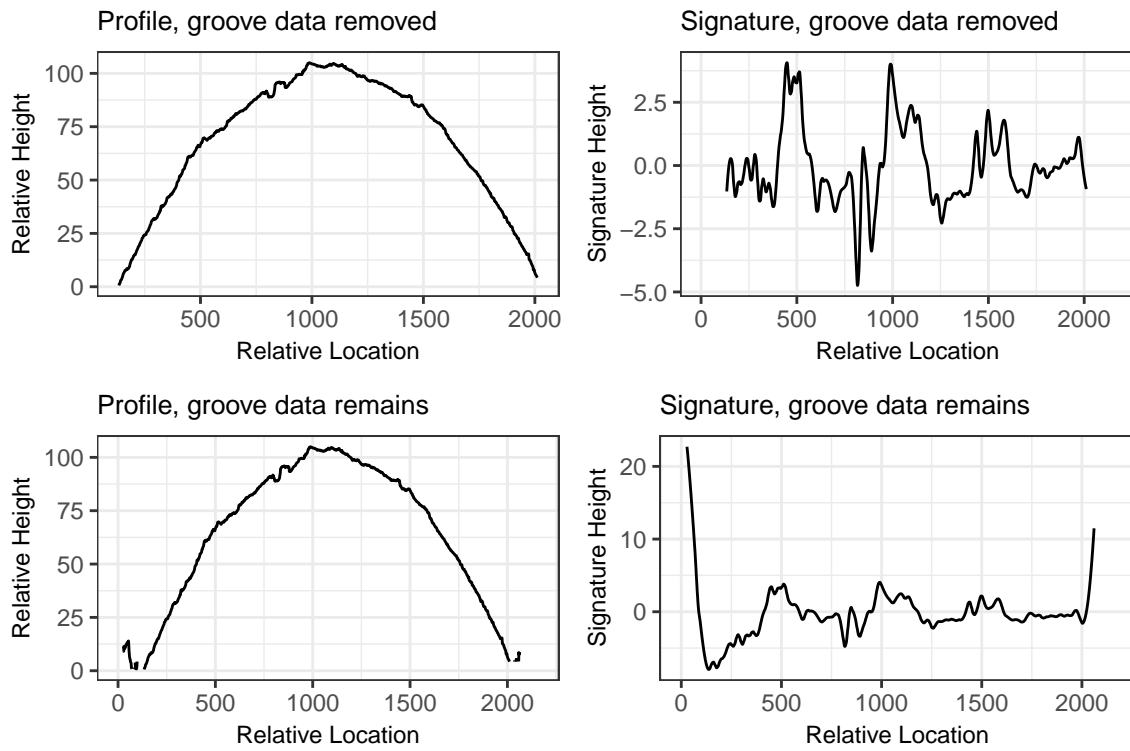 Profile, groove data removed
Relative Height
100
75
50
25
0
500 1000 1500 2000
Relative Location
Signature, groove data removed
Signature Height
2.5
0.0
−2.5
−5.0
0 500 1000 1500 2000
Relative Location
Profile, groove data remains
Relative Height
100
75
50
25
0
0 500 1000 1500 2000
Relative Location
Signature, groove data remains
Signature Height
20
10
0
0 500 1000 1500 2000
Relative Location